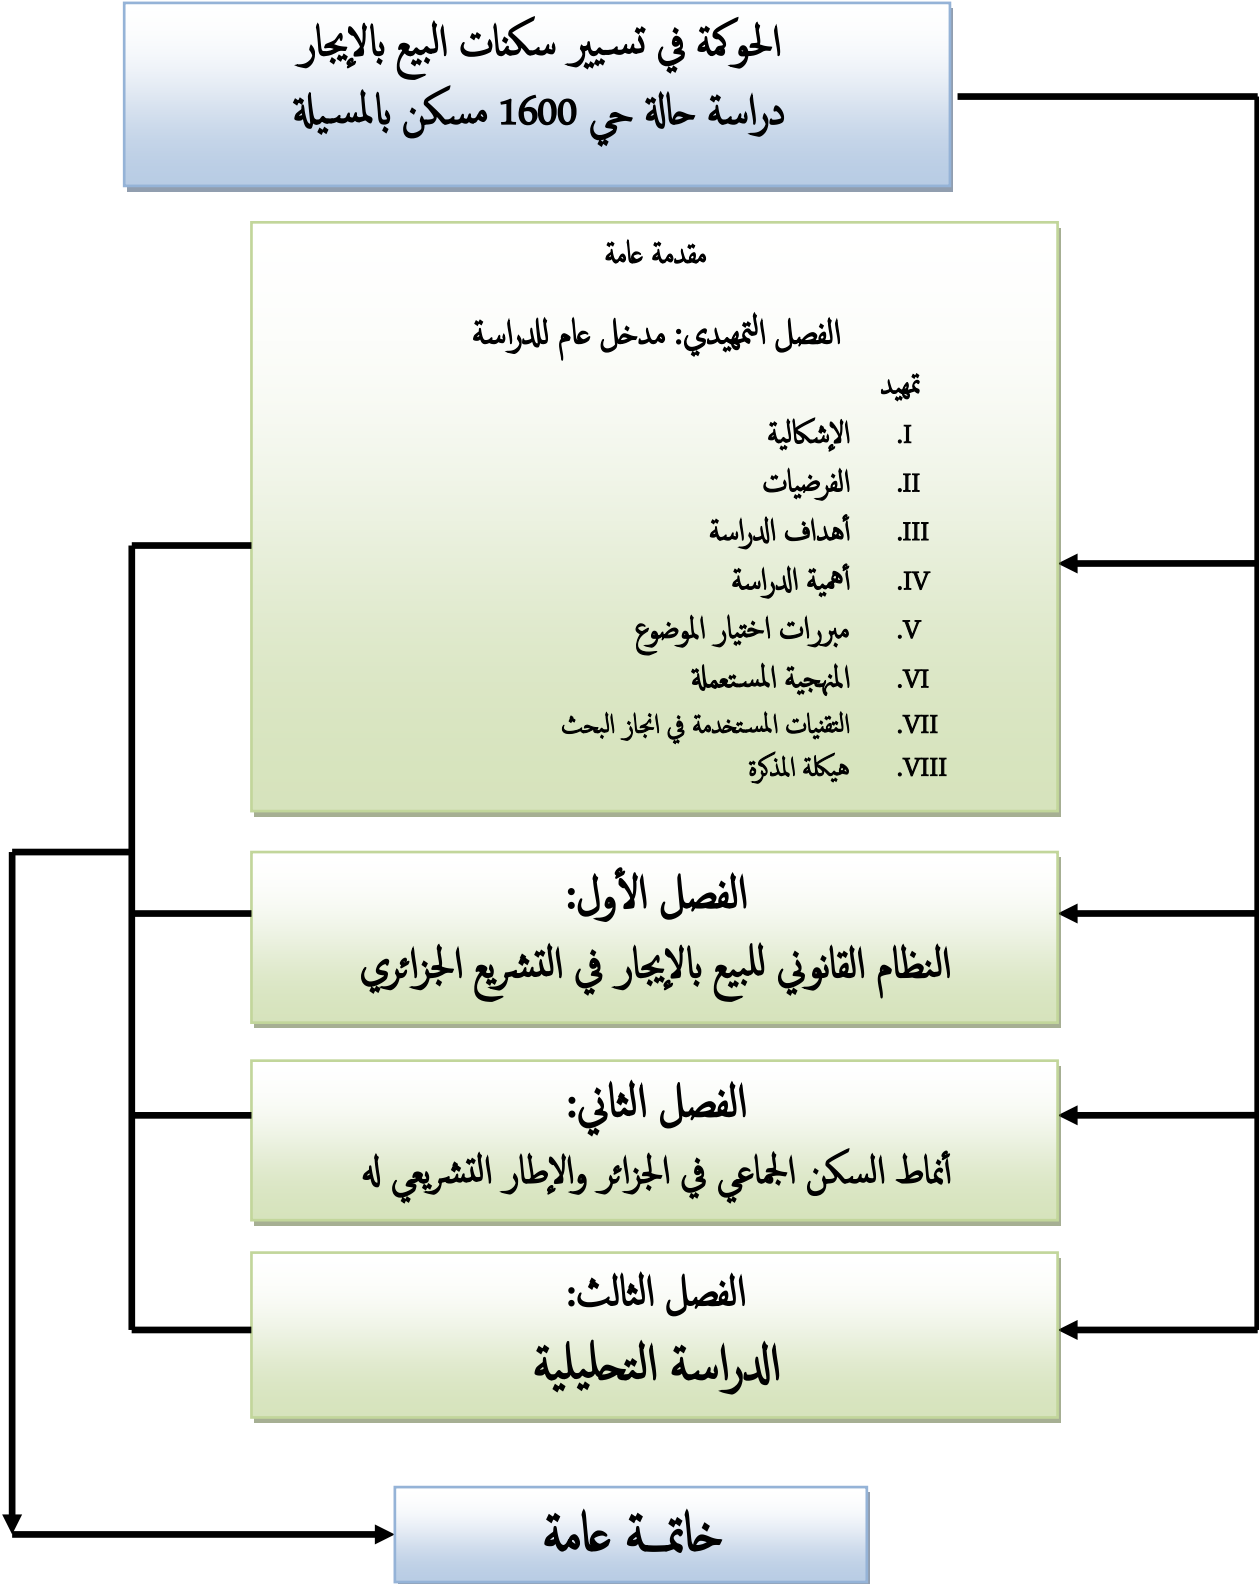 الحوكمة في تسيير سكنات البيع بالإيجار
دراسة حالة حي 1600 مسكن بالمسيلة
مقدمة عامة
الفصل التمهيدي: مدخل عام للدراسة
تمهيد
I. الإشكالية
II. الفرضيات
III. أهداف الدراسة
IV. أهمية الدراسة
V. مبررات اختيار الموضوع
VI. المنهجية المستعملة
VII. التقنيات المستخدمة في انجاز البحث
VIII. هيكلة المذكرة
الفصل الأول:
النظام القانوني للبيع بالإيجار في التشريع الجزائري
الفصل الثاني:
أنماط السكن الجماعي في الجزائر والإطار التشريعي له
الفصل الثالث:
الدراسة التحليلية
خاتمـــة عامة